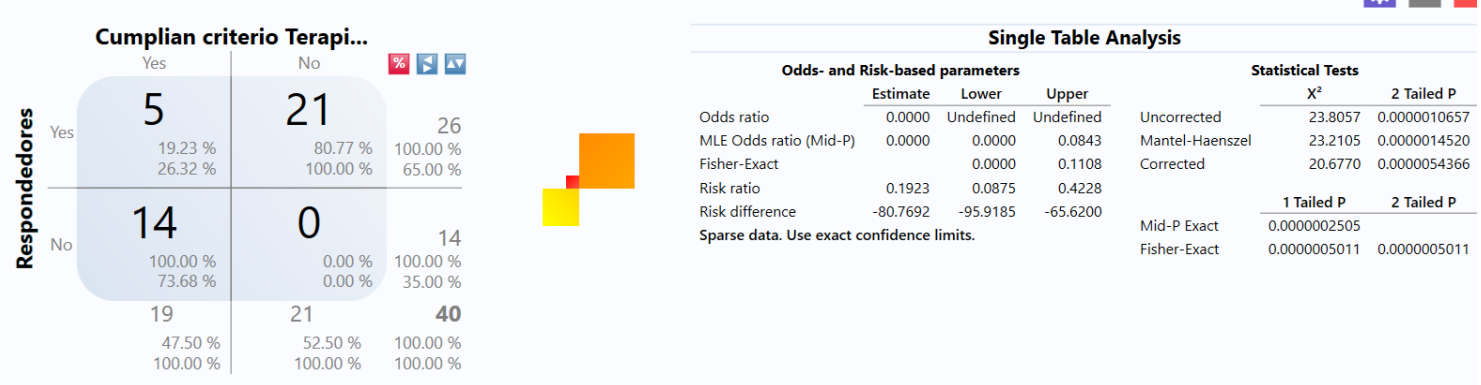 Cumplian criterio Terapi...
Yes No
% 
Respondedores
Yes 5 21 26
19.23 % 80.77 % 100.00 %
26.32 % 100.00 % 65.00 %
No 14 0 14
100.00 % 0.00 % 100.00 %
73.68 % 0.00 % 35.00 %
19 21 40
47.50 % 52.50 % 100.00 %
100.00 % 100.00 % 100.00 %
Single Table Analysis
Odds- and Risk-based parameters
Estimate Lower Upper
Odds ratio 0.0000 Undefined Undefined
MLE Odds ratio (Mid-P) 0.0000 0.0000 0.0843
Fisher-Exact 0.0000 0.1108
Risk ratio 0.1923 0.0875 0.4228
Risk difference -80.7692 -95.9185 -65.6200
Sparse data. Use exact confidence limits.
Statistical Tests
X² 2 Tailed P
Uncorrected 23.8057 0.0000010657
Mantel-Haenszel 23.2105 0.0000014520
Corrected 20.6770 0.0000054366
1 Tailed P 2 Tailed P
Mid-P Exact 0.0000002505
Fisher-Exact 0.0000005011 0.0000005011